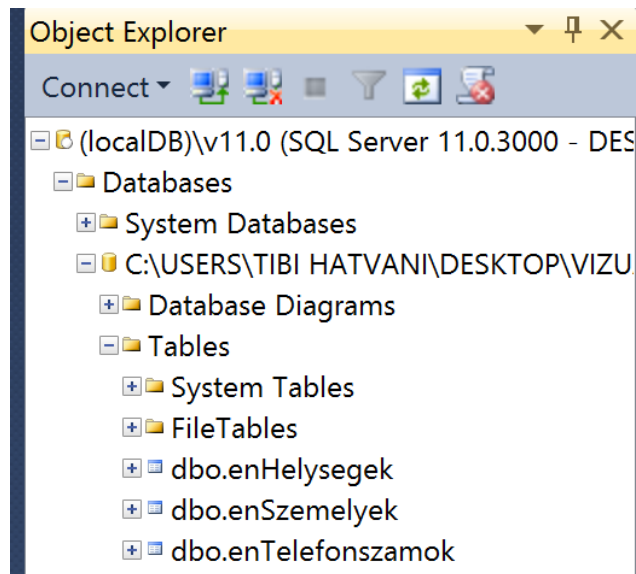 Object Explorer
Connect
(localDB)\v11.0 (SQL Server 11.0.3000 - DES
Databases
System Databases
C:\USERS\TIBI HATVANI\DESKTOP\VIZU
Database Diagrams
Tables
System Tables
FileTables
dbo.enHelysegek
dbo.enSzemelyek
dbo.enTelefonszamok